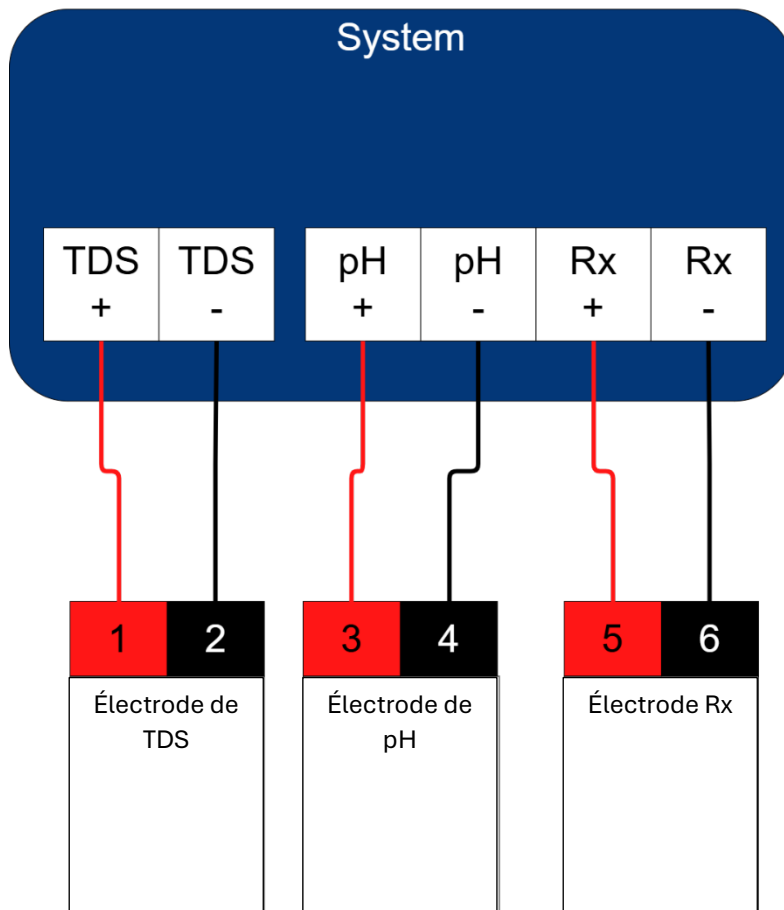 System
TDS TDS pH pH Rx Rx
+ - + - + -
1 2 3 4 5 6
Électrode de
TDS
Électrode de
pH
Électrode Rx